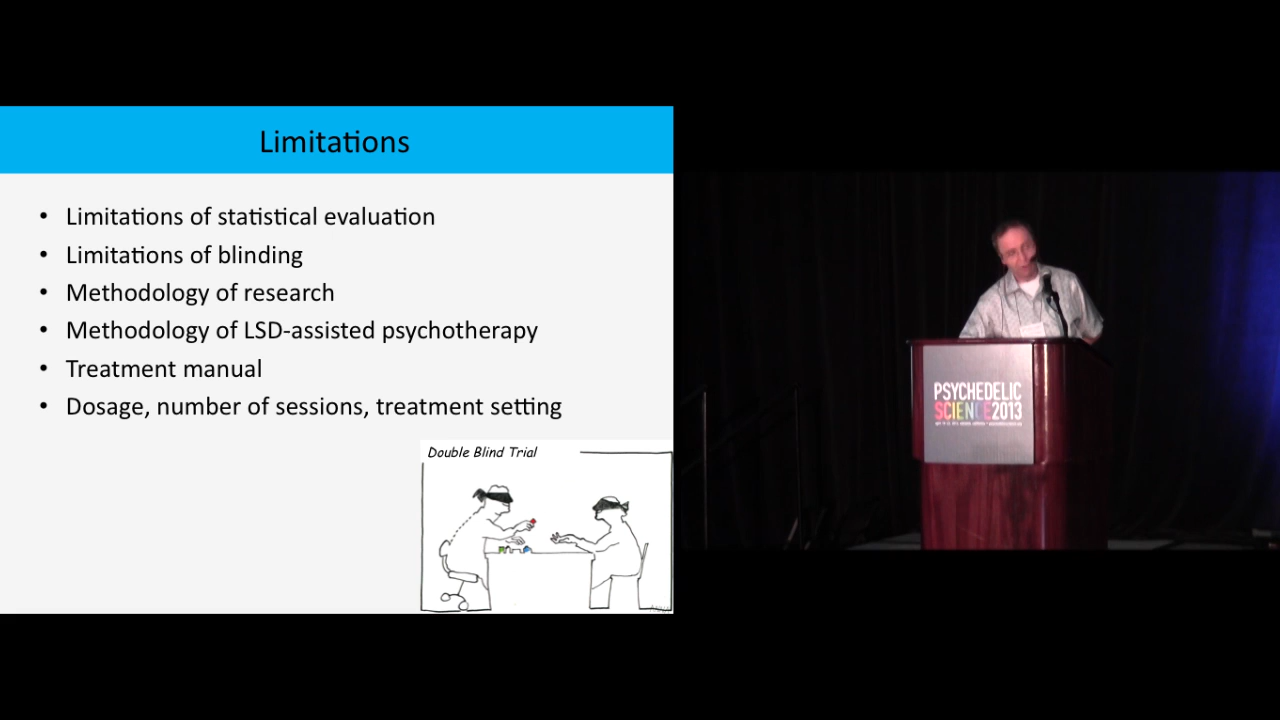 Limitations
• Limitations of statistical evaluation
• Limitations of blinding
• Methodology of research
• Methodology of LSD-assisted psychotherapy
• Treatment manual
• Dosage, number of sessions, treatment setting
Double Blind Trial
PSYCHEDELIC
SCIENCE2013